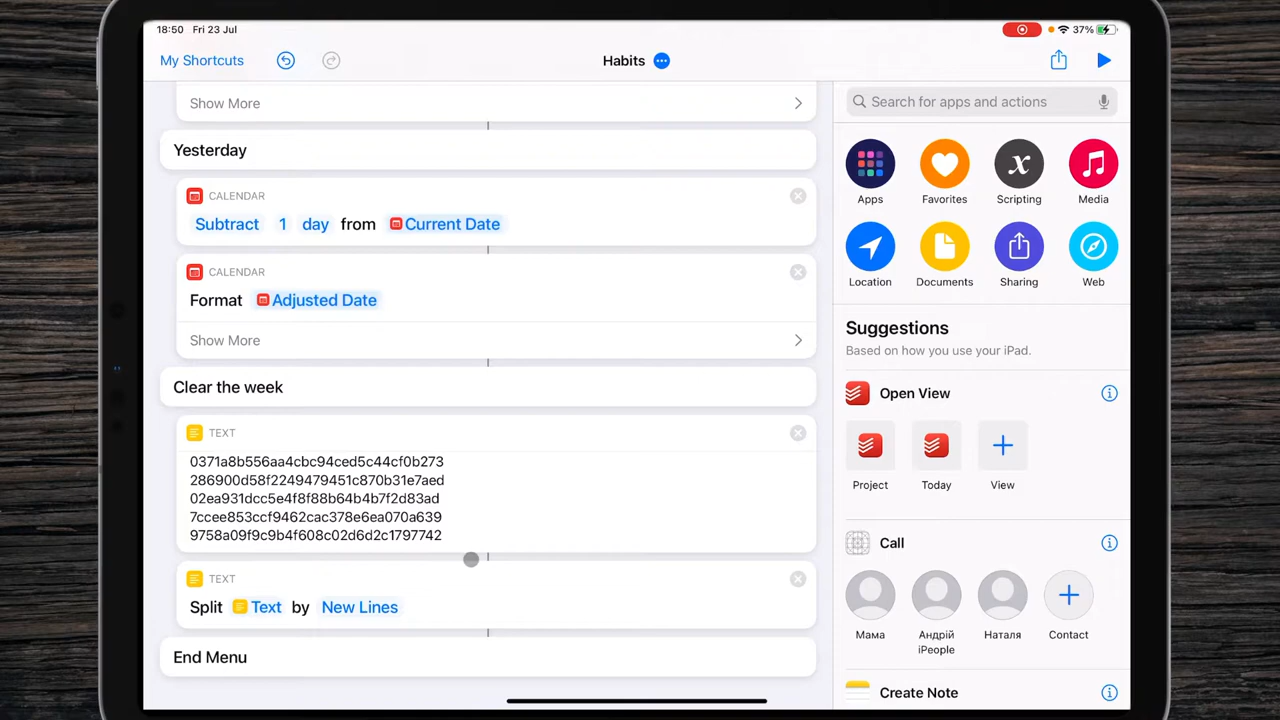 18:50 Fri 23 Jul
37%
My Shortcuts
Habits
Search for apps and actions
Show More
Yesterday
CALENDAR
Subtract 1 day from Current Date
CALENDAR
Format Adjusted Date
Show More
Clear the week
TEXT
0371a8b556aa4cbc94ced5c44cf0b273
286900d58f2249479451c870b31e7aed
02ea931dcc5e4f8f88b64b4b7f2d83ad
7ccee853ccf9462cac378e6ea070a639
9758a09f9c9b4f608c02d6d2c1797742
TEXT
Split Text by New Lines
End Menu
Apps
Favorites
Scripting
Media
Location
Documents
Sharing
Web
Suggestions
Based on how you use your iPad.
Open View
Project
Today
View
Call
Мама
Андрій
iPeople
Наталя
Contact
Create Note